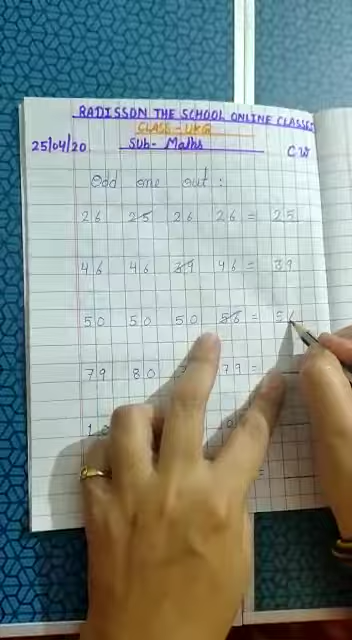 RADISSON THE SCHOOL ONLINE CLASSES
CLASS - UKG
25/04/20 Sub- Maths C W
Odd one out :
26 25 26 26 = 25
46 46 39 46 = 39
50 50 50 56 = 56
79 80 79 =
=